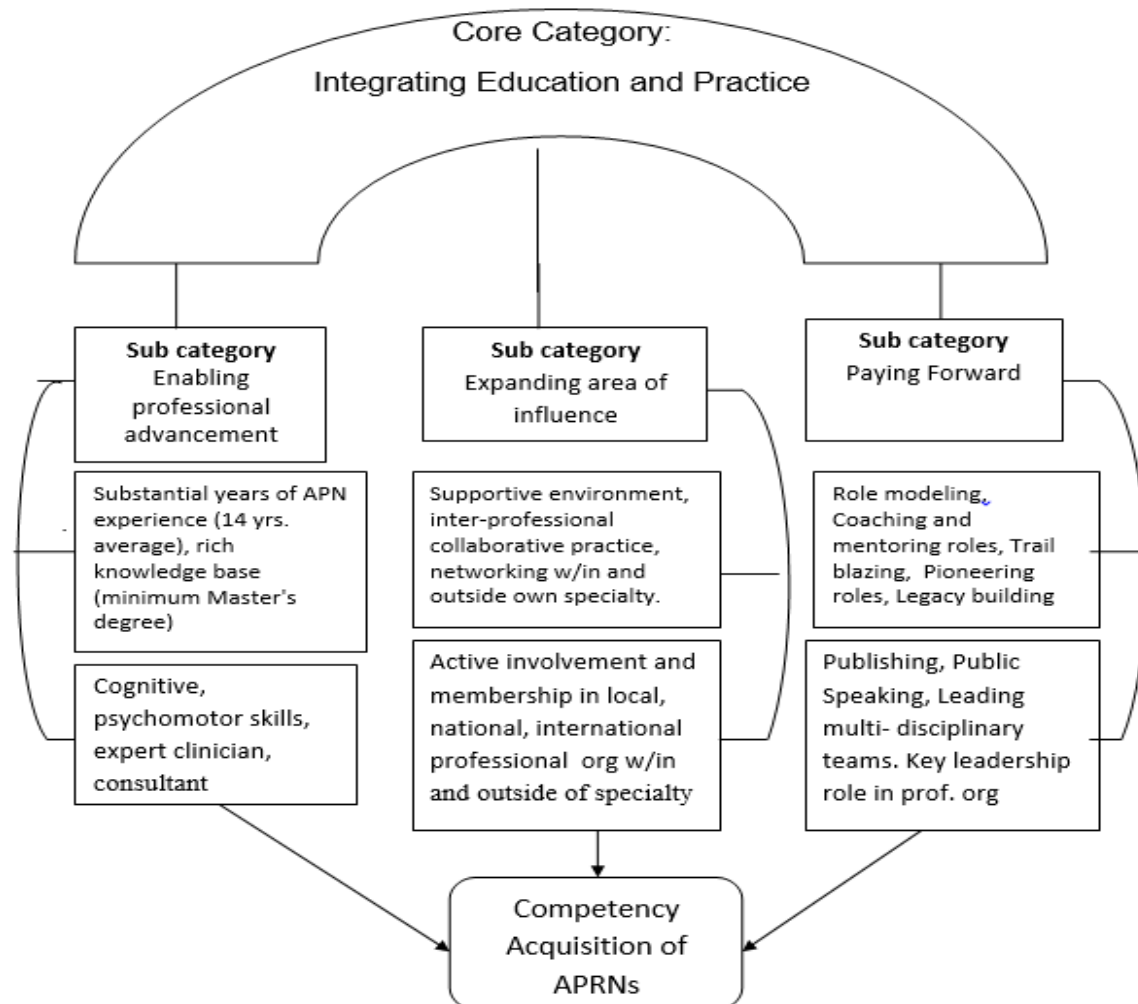 Core Category:
Integrating Education and Practice
Sub category
Enabling
professional
advancement
Substantial years of APN
experience (14 yrs.
average), rich
knowledge base
(minimum Master's
degree)
Cognitive,
psychomotor skills,
expert clinician,
consultant
Sub category
Expanding area of
influence
Supportive environment,
inter-professional
collaborative practice,
networking w/in and
outside own specialty.
Active involvement and
membership in local,
national, international
professional org w/in
and outside of specialty
Sub category
Paying Forward
Role modeling,
Coaching and
mentoring roles, Trail
blazing, Pioneering
roles, Legacy building
Publishing, Public
Speaking, Leading
multi- disciplinary
teams. Key leadership
role in prof. org
Competency
Acquisition of
APRNs